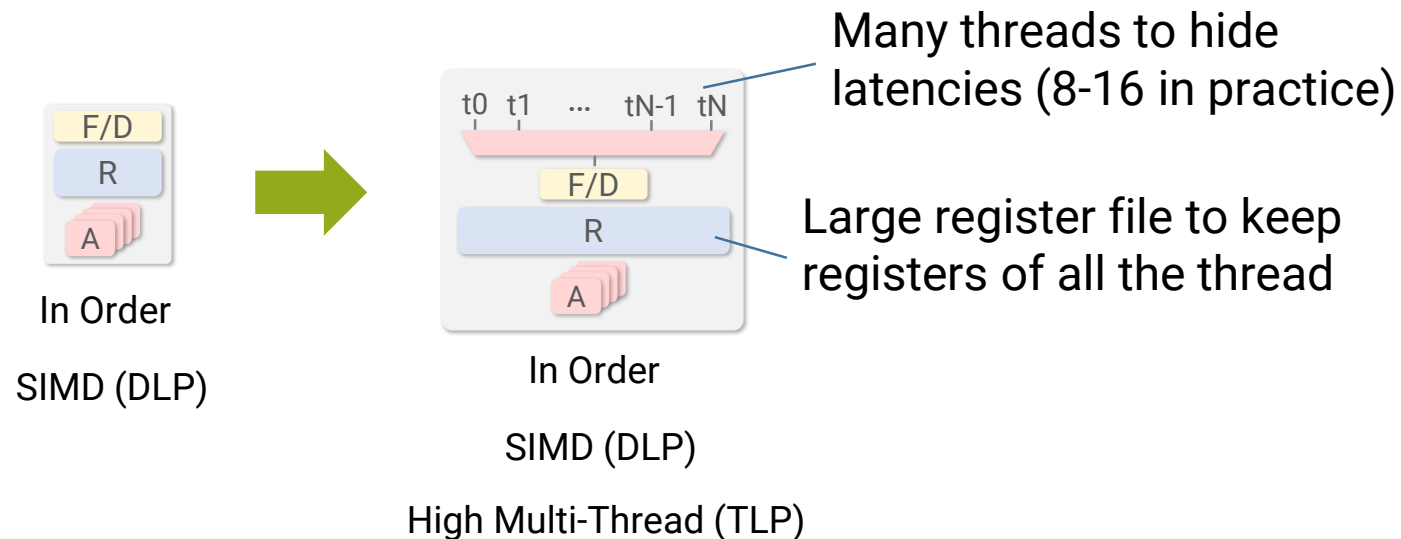 F/D
R
A
In Order
SIMD (DLP)
t0 t1 ... tN-1 tN
F/D
R
A
In Order
SIMD (DLP)
High Multi-Thread (TLP)
Many threads to hide
latencies (8-16 in practice)
Large register file to keep
registers of all the thread